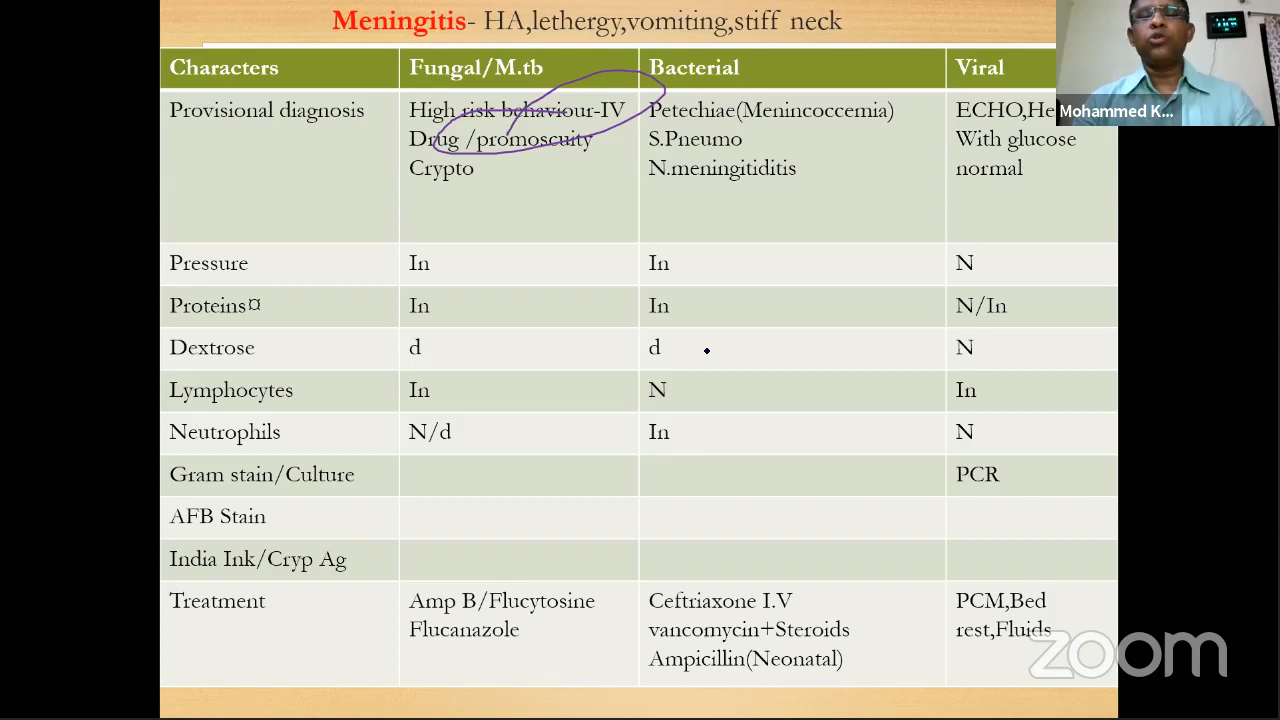 Meningitis- HA,lethergy,vomiting,stiff neck
Characters Fungal/M.tb Bacterial Viral
Provisional diagnosis High risk behaviour-IV Petechiae(Menincoccemia) ECHO,He
Drug /promoscuity S.Pneumo With glucose
Crypto N.meningitiditis normal
Pressure In In N
Proteins¤ In In N/In
Dextrose d d N
Lymphocytes In N In
Neutrophils N/d In N
Gram stain/Culture PCR
AFB Stain
India Ink/Cryp Ag
Treatment Amp B/Flucytosine Ceftriaxone I.V PCM,Bed
Flucanazole vancomycin+Steroids rest,Fluids
Ampicillin(Neonatal)
Mohammed K...
zoom